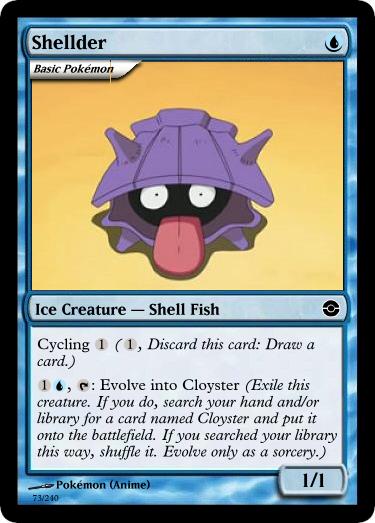 Shellder
Basic Pokémon
Ice Creature — Shell Fish
Cycling 1 (1, Discard this card: Draw a
card.)
1, : Evolve into Cloyster (Exile this
creature. If you do, search your hand and/or
library for a card named Cloyster and put it
onto the battlefield. If you searched your library
this way, shuffle it. Evolve only as a sorcery.)
1/1
Pokémon (Anime)
73/240